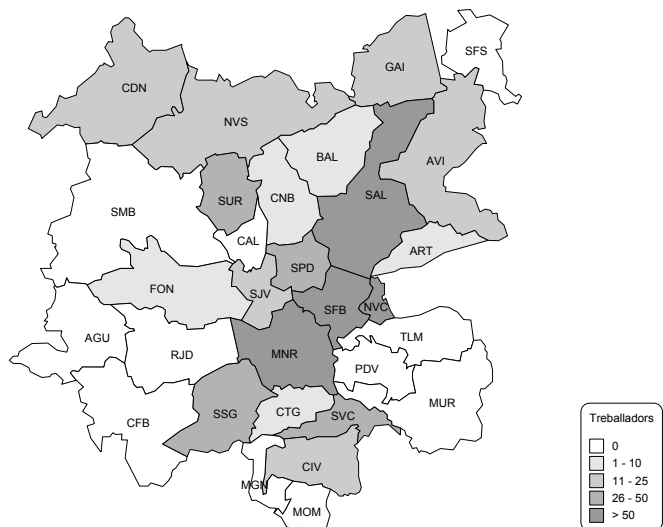 SFS
GAI
CDN
NVS
BAL
AVI
SAL
SUR
CNB
SMB
CAL
ART
SPD
FON
SJV
SFB
NVC
AGU
TLM
RJD
MNR
PDV
MUR
SSG
CTG
SVC
CFB
CIV
MGN
MOM
Treballadors
0
1 - 10
11 - 25
26 - 50
> 50